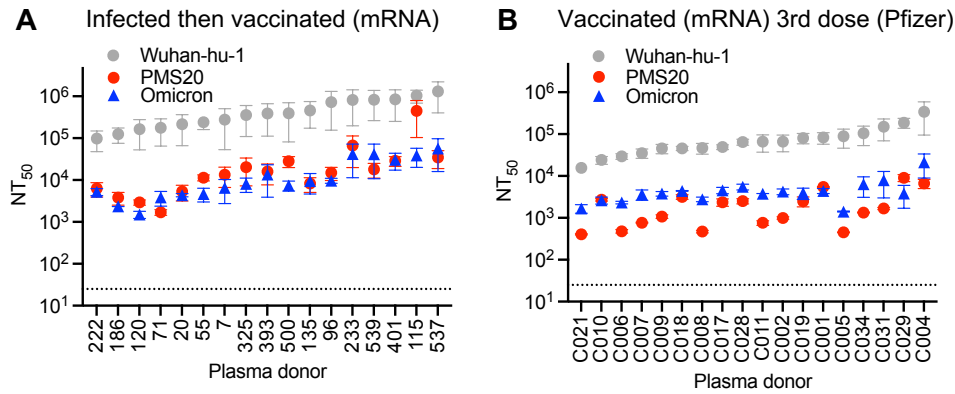 A Infected then vaccinated (mRNA)
Wuhan-hu-1
PMS20
Omicron
NT50
10^6
10^5
10^4
10^3
10^2
10^1
222 186 120 71 20 55 7 325 393 500 135 96 233 539 401 115 537
Plasma donor
B Vaccinated (mRNA) 3rd dose (Pfizer)
Wuhan-hu-1
PMS20
Omicron
NT50
10^6
10^5
10^4
10^3
10^2
10^1
C021 C010 C006 C007 C009 C018 C008 C017 C028 C011 C002 C019 C001 C005 C034 C031 C029 C004
Plasma donor